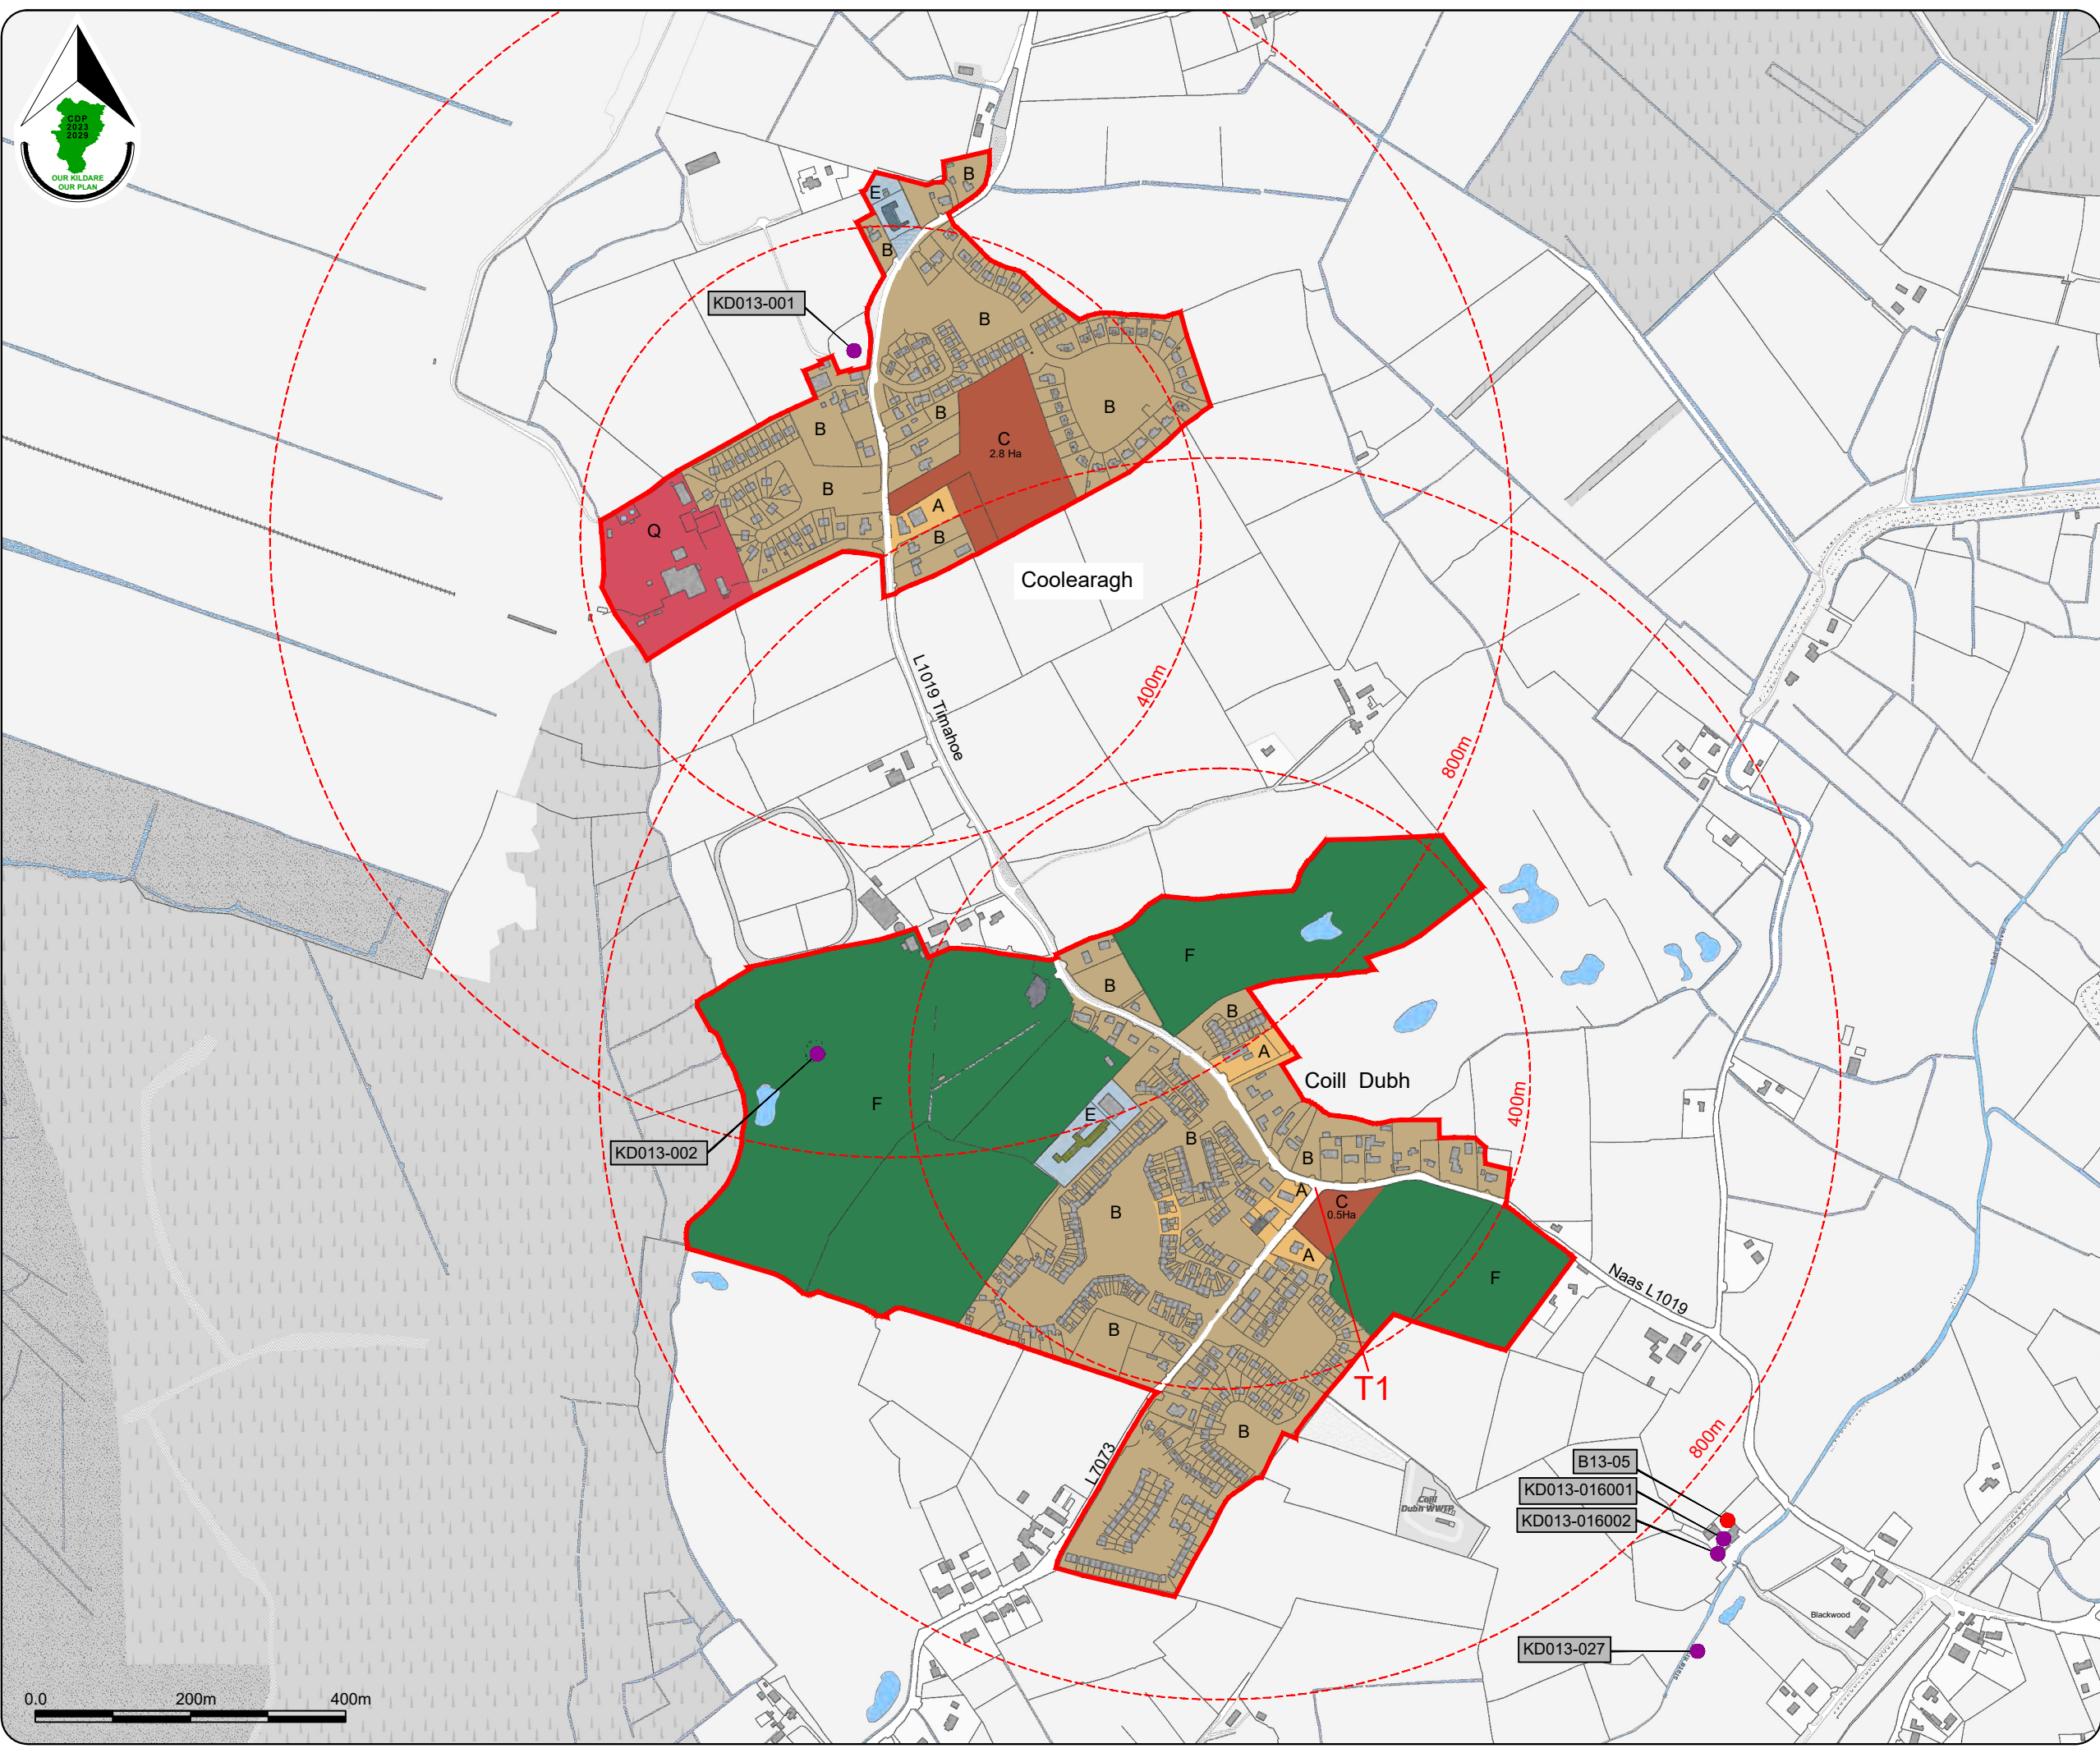 CDP
2023
2029
OUR KILDARE
OUR PLAN
B
E
B
KD013-001
B
B
B
B
C
2.8 Ha
B
A
Q
B
Coolearagh
L1019 Timahoe
400m
800m
F
B
B
A
Coill Dubh
F
E
400m
KD013-002
B
B
A
C
0.5Ha
B
A
F
Naas L1019
B
T1
B
L7073
800m
Coill
Dubh WWTP
B13-05
KD013-016001
KD013-016002
Blackwood
KD013-027
0.0 200m 400m